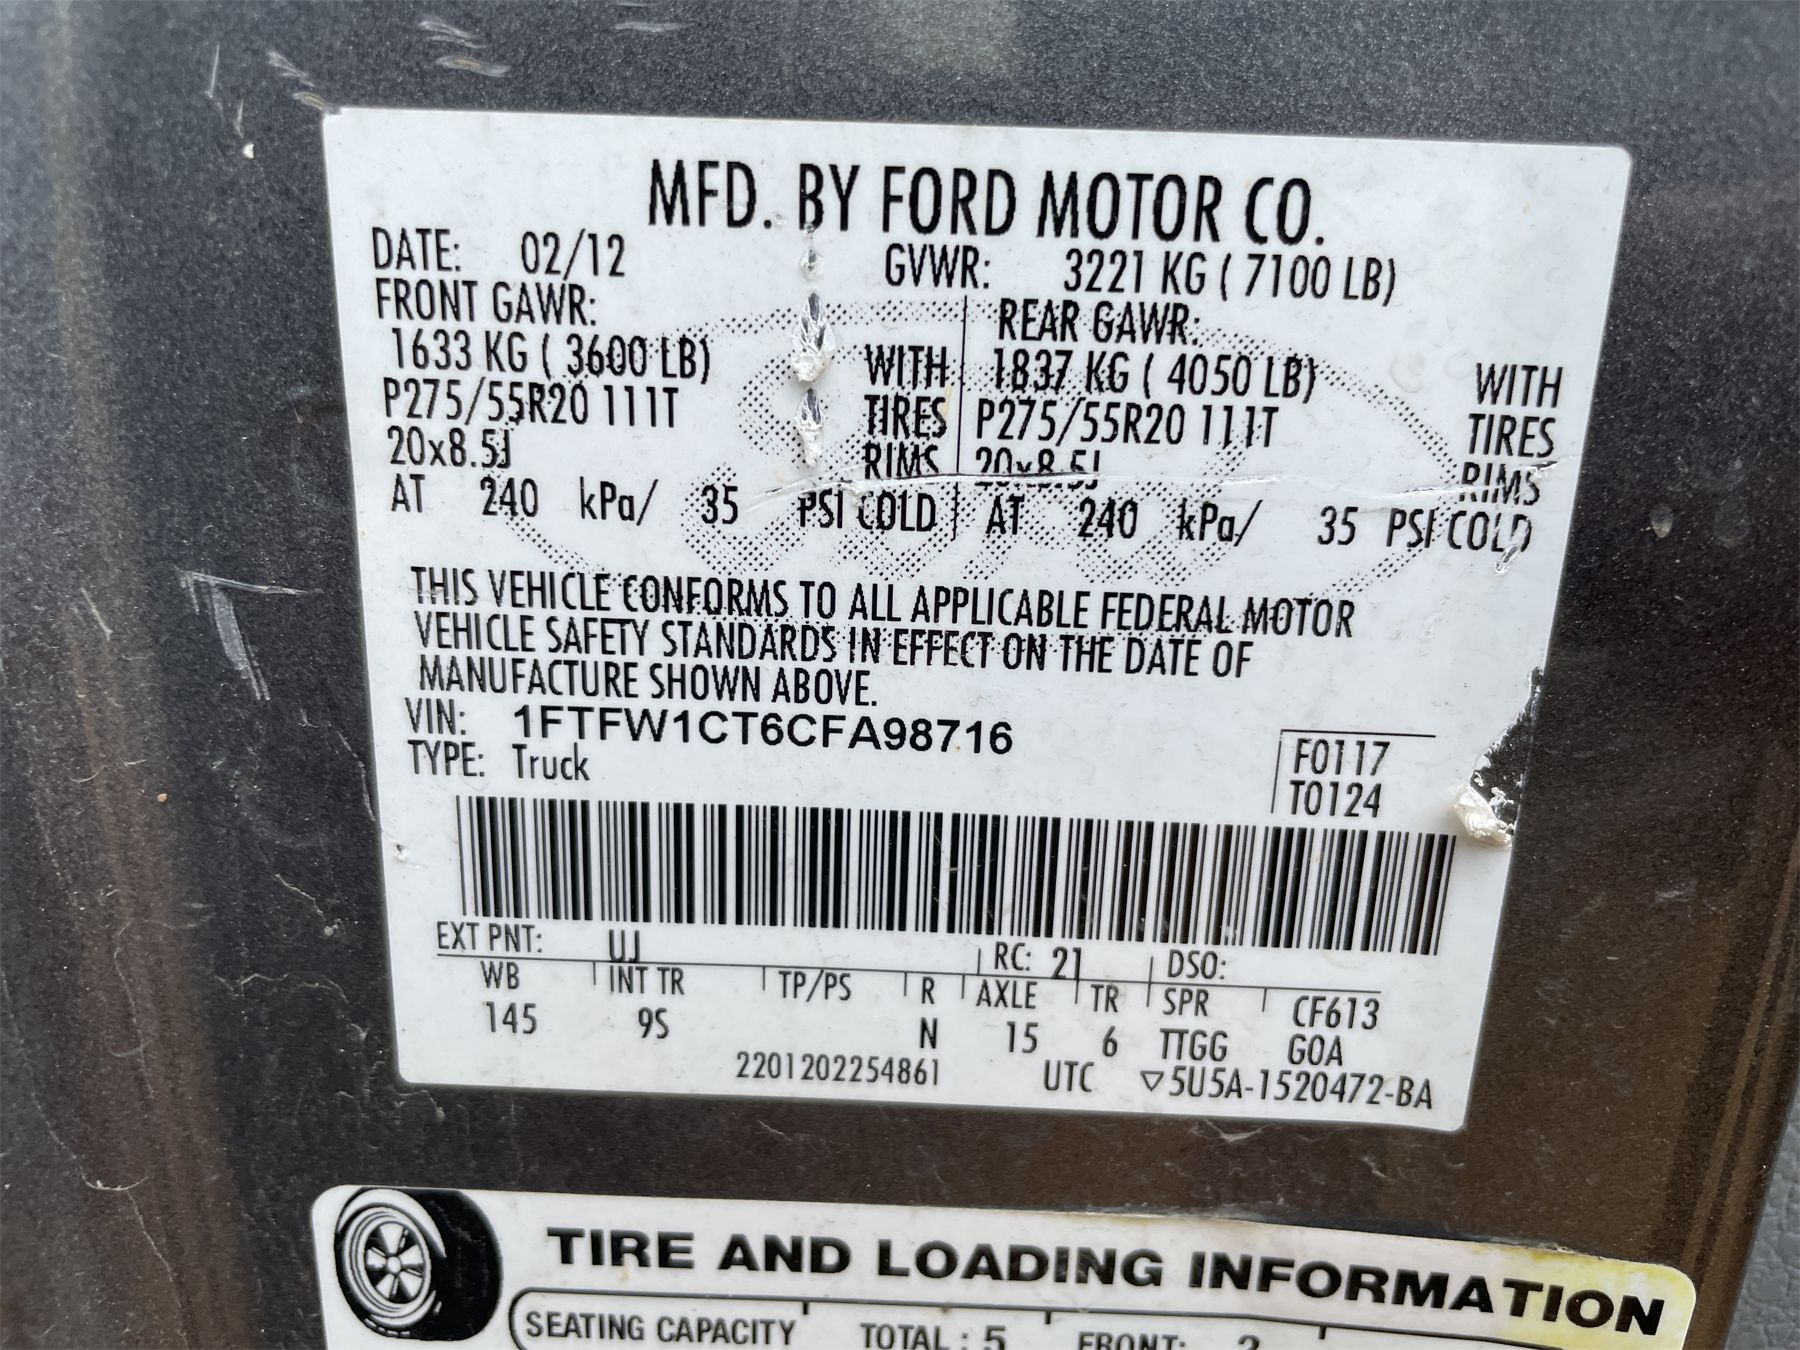 MFD. BY FORD MOTOR CO.
DATE: 02/12 GVWR: 3221 KG ( 7100 LB)
FRONT GAWR: REAR GAWR:
1633 KG ( 3600 LB) WITH 1837 KG ( 4050 LB) WITH
P275/55R20 111T TIRES P275/55R20 111T TIRES
20x8.5J RIMS 20x8.5J RIMS
AT 240 kPa/ 35 PSI COLD AT 240 kPa/ 35 PSI COLD
THIS VEHICLE CONFORMS TO ALL APPLICABLE FEDERAL MOTOR
VEHICLE SAFETY STANDARDS IN EFFECT ON THE DATE OF
MANUFACTURE SHOWN ABOVE.
VIN: 1FTFW1CT6CFA98716
TYPE: Truck
F0117
T0124
EXT PNT: UJ RC: 21 DSO:
WB INT TR TP/PS R AXLE TR SPR CF613
145 9S N 15 6 TTGG GOA
2201202254861 UTC ▽5U5A-1520472-BA
TIRE AND LOADING INFORMATION
SEATING CAPACITY TOTAL : 5 FRONT: 2